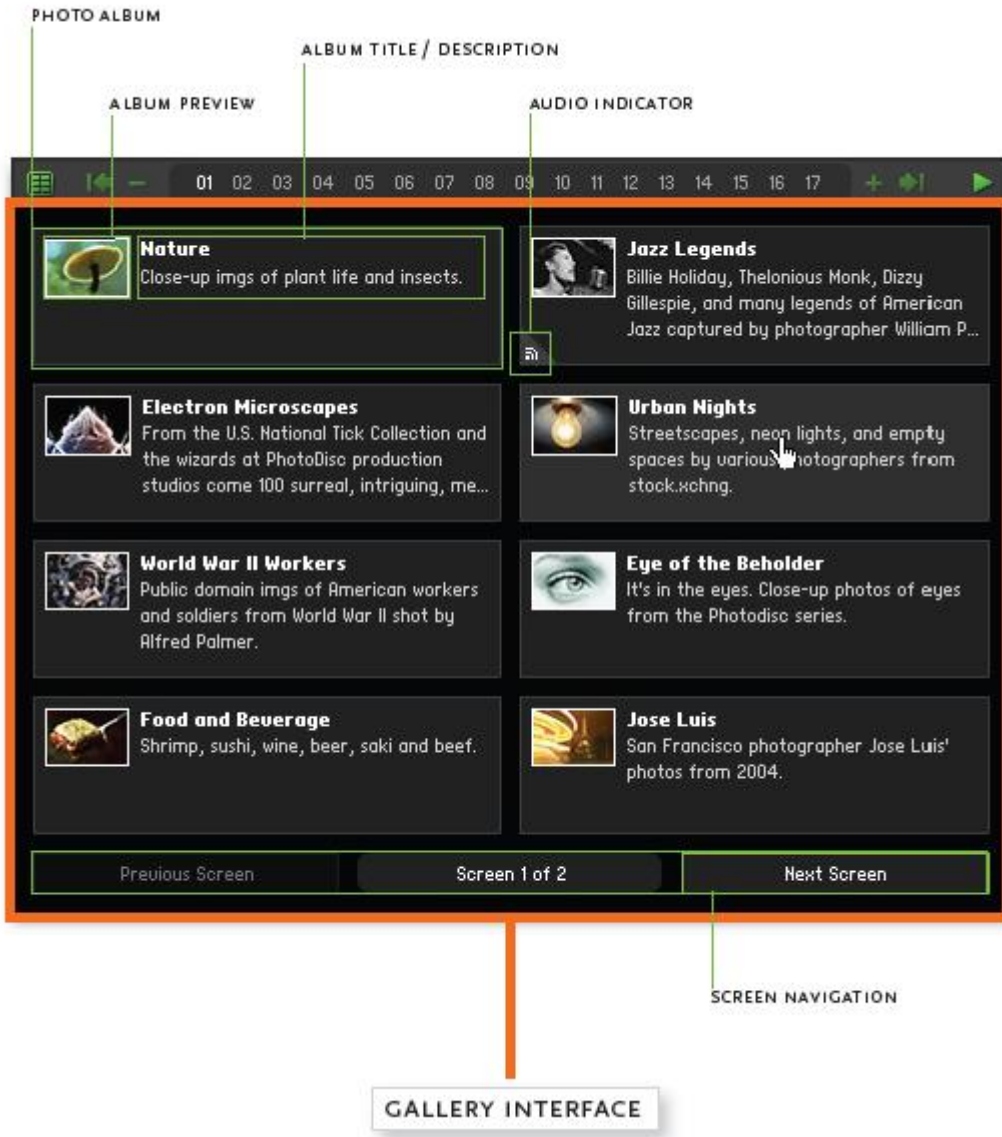 PHOTO ALBUM
ALBUM TITLE / DESCRIPTION
ALBUM PREVIEW
AUDIO INDICATOR
01 02 03 04 05 06 07 08 09 10 11 12 13 14 15 16 17
Nature
Close-up imgs of plant life and insects.
Jazz Legends
Billie Holiday, Thelonious Monk, Dizzy
Gillespie, and many legends of American
Jazz captured by photographer William P...
Electron Microscapes
From the U.S. National Tick Collection and
the wizards at PhotoDisc production
studios come 100 surreal, intriguing, me...
Urban Nights
Streetscapes, neon lights, and empty
spaces by various photographers from
stock.xchng.
World War II Workers
Public domain imgs of American workers
and soldiers from World War II shot by
Alfred Palmer.
Eye of the Beholder
It's in the eyes. Close-up photos of eyes
from the Photodisc series.
Food and Beverage
Shrimp, sushi, wine, beer, saki and beef.
Jose Luis
San Francisco photographer Jose Luis'
photos from 2004.
Previous Screen
Screen 1 of 2
Next Screen
SCREEN NAVIGATION
GALLERY INTERFACE